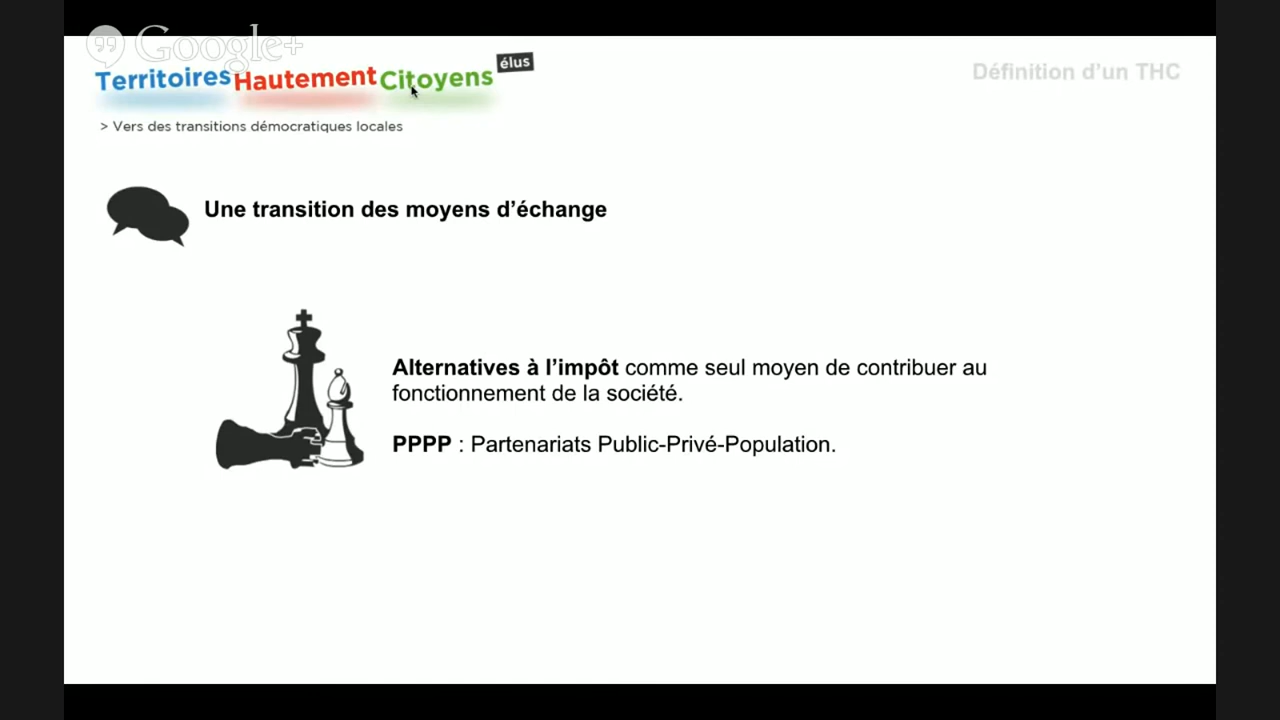 Google+
Territoires Hautement Citoyens élus
Définition d’un THC
> Vers des transitions démocratiques locales
Une transition des moyens d’échange
Alternatives à l’impôt comme seul moyen de contribuer au
fonctionnement de la société.
PPPP : Partenariats Public-Privé-Population.